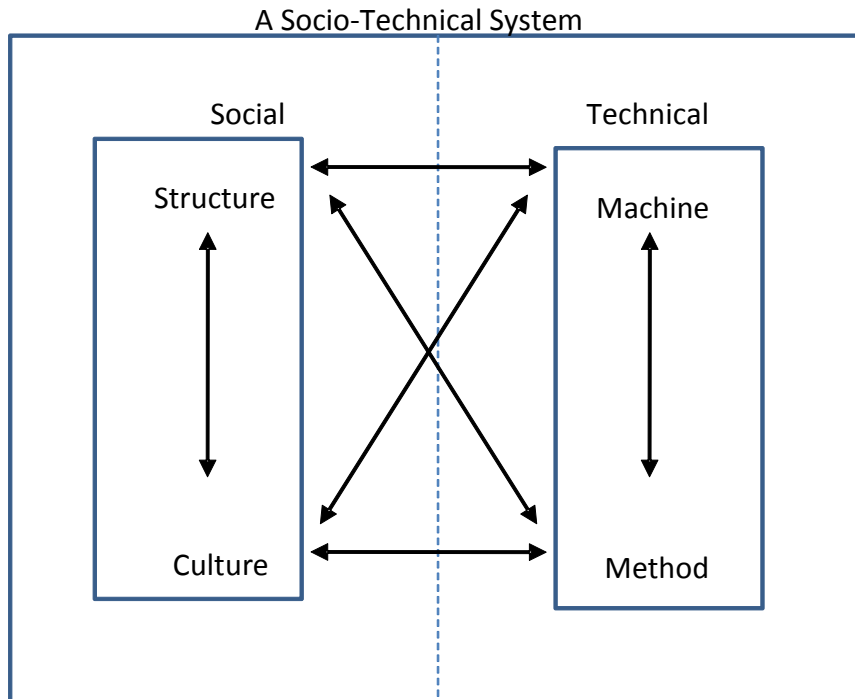 A Socio-Technical System
Social
Technical
Structure
Machine
Culture
Method